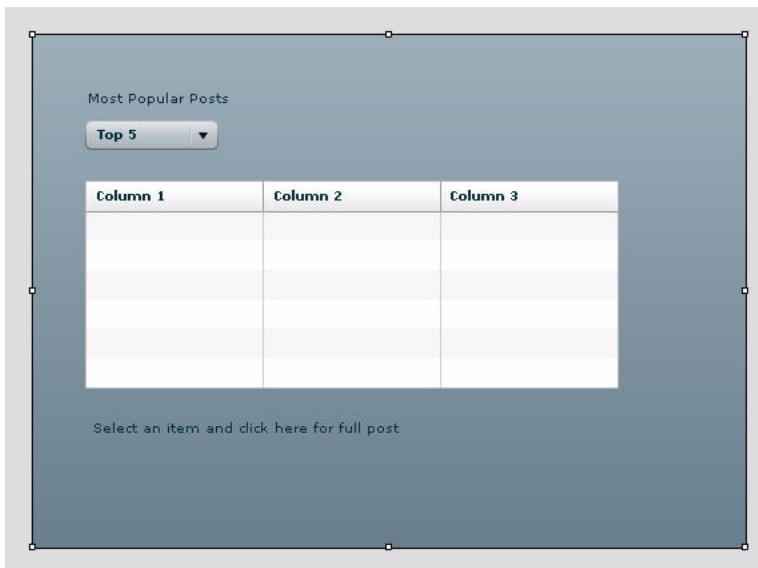 Most Popular Posts
Top 5
Column 1 Column 2 Column 3
Select an item and click here for full post